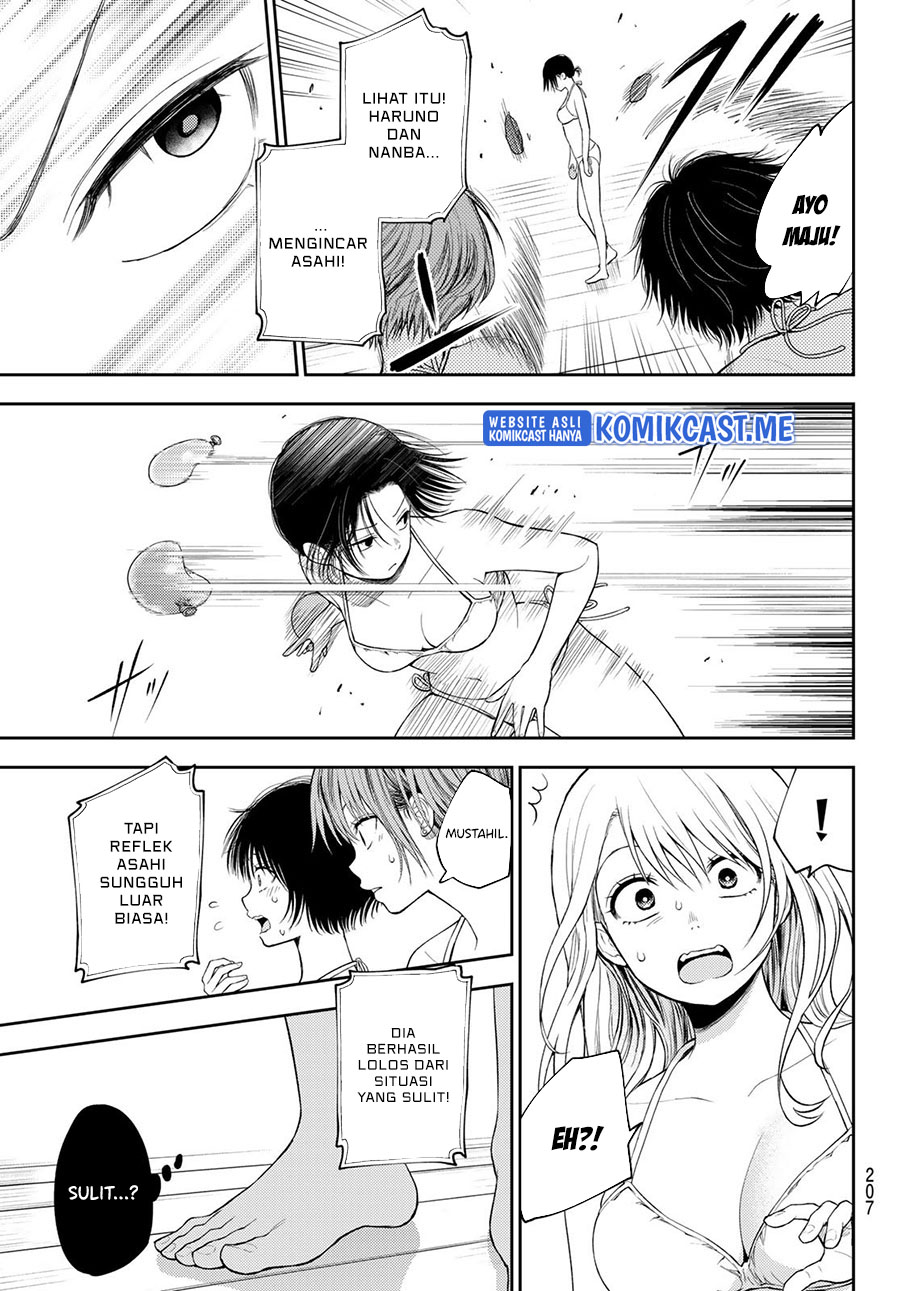 AYO
MAJU!
LIHAT ITU!
HARUNO
DAN
NANBA...
...
MENGINCAR
ASAHI!
WEBSITE ASLI
KOMIKCAST HANYA
KOMIKCAST.ME
!
EH?!
MUSTAHIL.
TAPI
REFLEK
ASAHI
SUNGGUH
LUAR
BIASA!
DIA
BERHASIL
LOLOS DARI
SITUASI
YANG SULIT!
SULIT...?
207